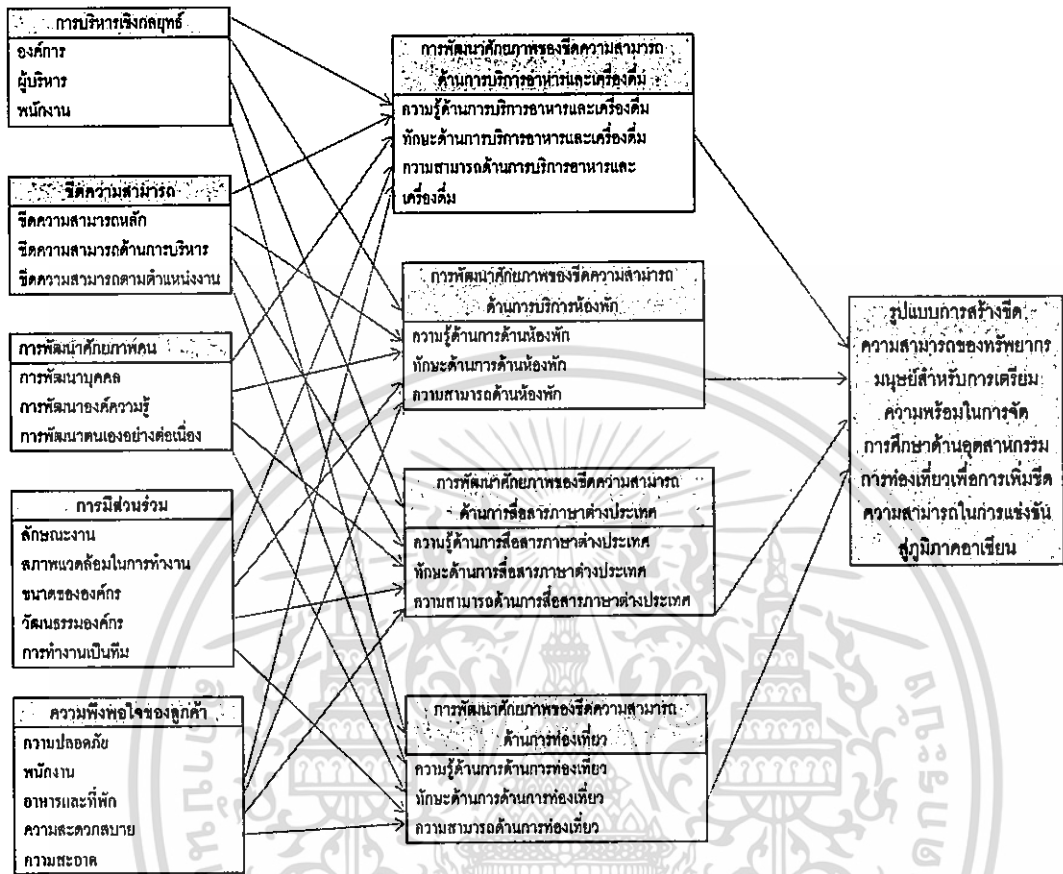 การบริหารเชิงกลยุทธ์
องค์การ
ผู้บริหาร
พนักงาน
ขีดความสามารถ
ขีดความสามารถหลัก
ขีดความสามารถด้านการบริหาร
ขีดความสามารถตามตำแหน่งงาน
การพัฒนาศักยภาพคน
การพัฒนาบุคคล
การพัฒนาองค์ความรู้
การพัฒนาตนเองอย่างต่อเนื่อง
การมีส่วนร่วม
ลักษณะงาน
สภาพแวดล้อมในการทำงาน
ขนาดขององค์กร
วัฒนธรรมองค์กร
การทำงานเป็นทีม
ความพึงพอใจของลูกค้า
ความปลอดภัย
พนักงาน
อาหารและที่พัก
ความสะดวกสบาย
ความสะอาด
การพัฒนาศักยภาพของขีดความสามารถ
ด้านการบริการอาหารและเครื่องดื่ม
ความรู้ด้านการบริการอาหารและเครื่องดื่ม
ทักษะด้านการบริการอาหารและเครื่องดื่ม
ความสามารถด้านการบริการอาหารและ
เครื่องดื่ม
การพัฒนาศักยภาพของขีดความสามารถ
ด้านการบริการห้องพัก
ความรู้ด้านการด้านห้องพัก
ทักษะด้านการด้านห้องพัก
ความสามารถด้านห้องพัก
การพัฒนาศักยภาพของขีดความสามารถ
ด้านการสื่อสารภาษาต่างประเทศ
ความรู้ด้านการสื่อสารภาษาต่างประเทศ
ทักษะด้านการสื่อสารภาษาต่างประเทศ
ความสามารถด้านการสื่อสารภาษาต่างประเทศ
การพัฒนาศักยภาพของขีดความสามารถ
ด้านการท่องเที่ยว
ความรู้ด้านการด้านการท่องเที่ยว
ทักษะด้านการด้านการท่องเที่ยว
ความสามารถด้านการท่องเที่ยว
รูปแบบการสร้างขีด
ความสามารถของทรัพยากร
มนุษย์สำหรับการเตรียม
ความพร้อมในการจัด
การศึกษาด้านอุตสาหกรรม
การท่องเที่ยวเพื่อการเพิ่มขีด
ความสามารถในการแข่งขัน
สู่ภูมิภาคอาเซียน